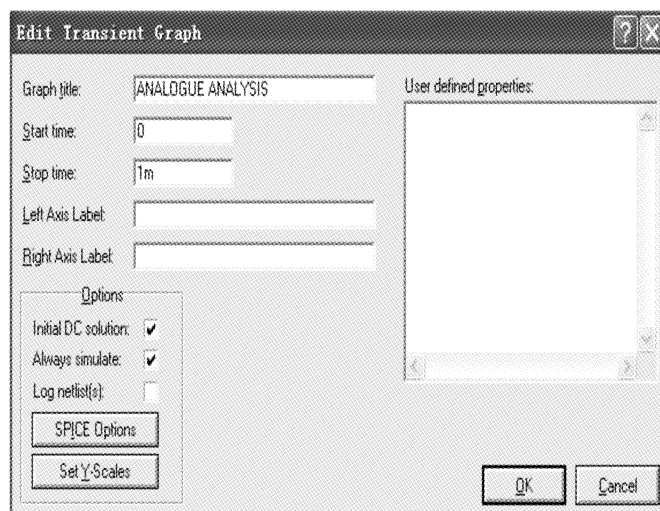 Edit Transient Graph
Graph title: ANALOGUE ANALYSIS
User defined properties:
Start time: 0
Stop time: 1m
Left Axis Label:
Right Axis Label:
Options
Initial DC solution:
Always simulate:
Log netlist(s):
SPICE Options
Set Y-Scales
OK Cancel